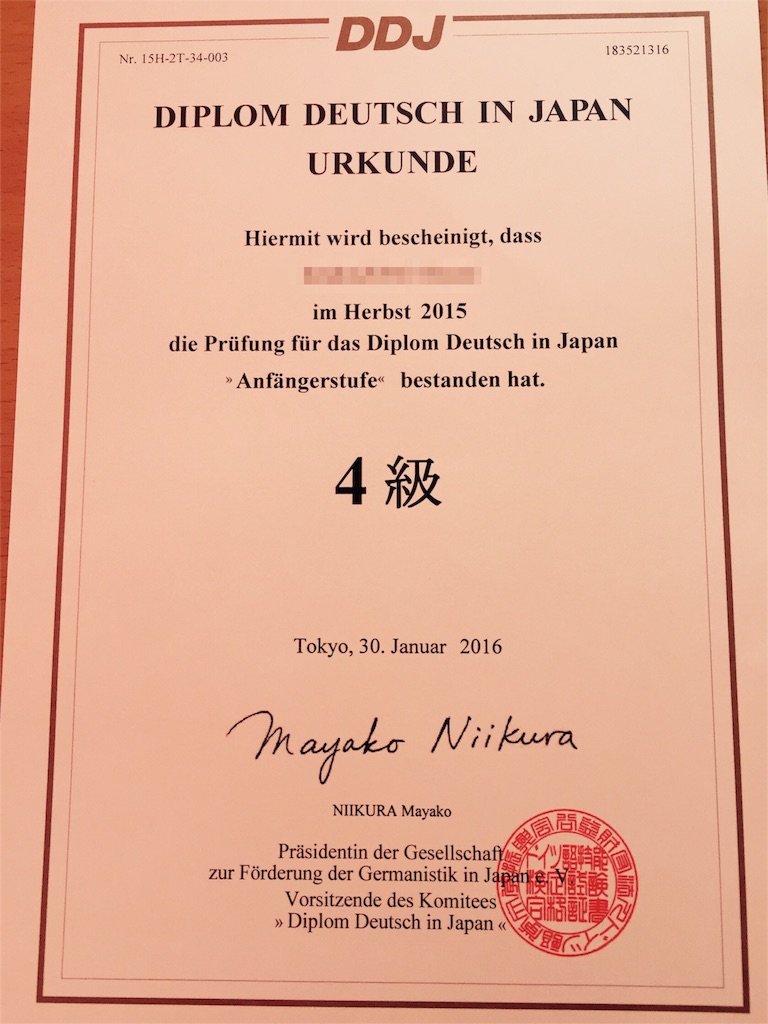 DDJ
Nr. 15H-2T-34-003
183521316
DIPLOM DEUTSCH IN JAPAN
URKUNDE
Hiermit wird bescheinigt, dass
im Herbst 2015
die Prüfung für das Diplom Deutsch in Japan
»Anfängerstufe« bestanden hat.
4 級
Tokyo, 30. Januar 2016
Mayako Niikura
NIIKURA Mayako
Präsidentin der Gesellschaft
zur Förderung der Germanistik in Japan e. V.
Vorsitzende des Komitees
» Diplom Deutsch in Japan «